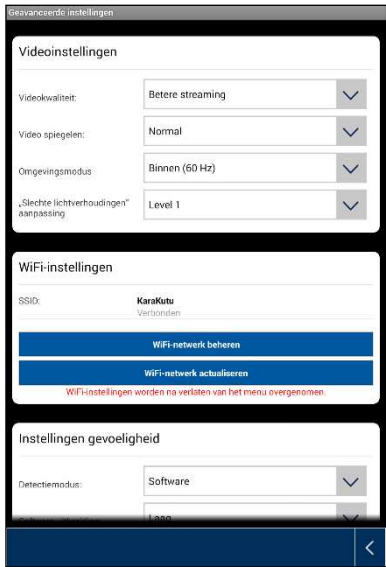 Geavanceerde instellingen
Videoinstellingen
Videokwaliteit: Betere streaming
Video spiegelen: Normal
Omgevingsmodus Binnen (60 Hz)
„Slechte lichtverhoudingen" Level 1
aanpassing
WiFi-instellingen
SSID: KaraKutu
Verbonden
WiFi-netwerk beheren
WiFi-netwerk actualiseren
WiFi-instellingen worden na verlaten van het menu overgenomen.
Instellingen gevoeligheid
Detectiemodus: Software
Laag